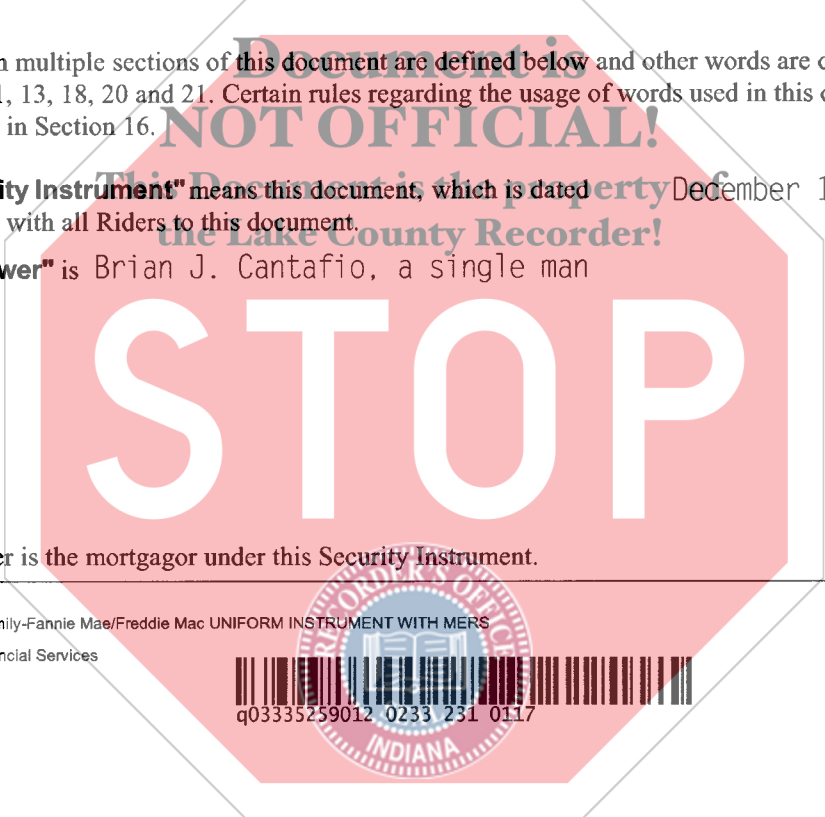 n multiple sections of this document are defined below and other words are
Document is
1, 13, 18, 20 and 21. Certain rules regarding the usage of words used in this
NOT OFFICIAL!
in Section 16.
This Document is the property
ity Instrument" means this document, which is dated December 1
with all Riders to this document.
the Lake County Recorder!
wer" is Brian J. Cantafio, a single man
STOP
er is the mortgagor under this Security Instrument.
RECORDER'S OFFICE
mily-Fannie Mae/Freddie Mac UNIFORM INSTRUMENT WITH MERS
ncial Services
q03335259012 0233 231 0117
INDIANA